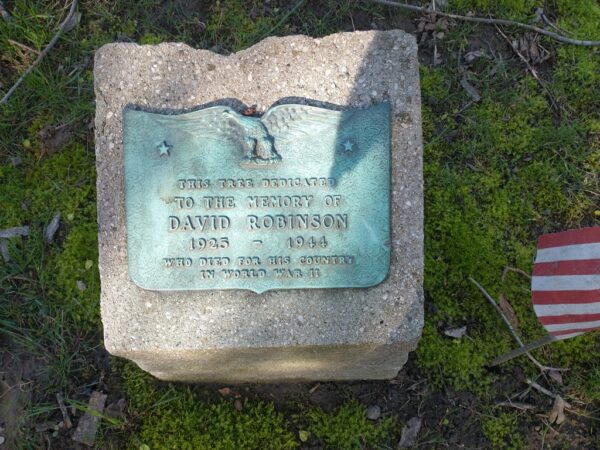 THIS TREE DEDICATED
TO THE MEMORY OF
DAVID ROBINSON
1925 - 1944
WHO DIED FOR HIS COUNTRY
IN WORLD WAR II